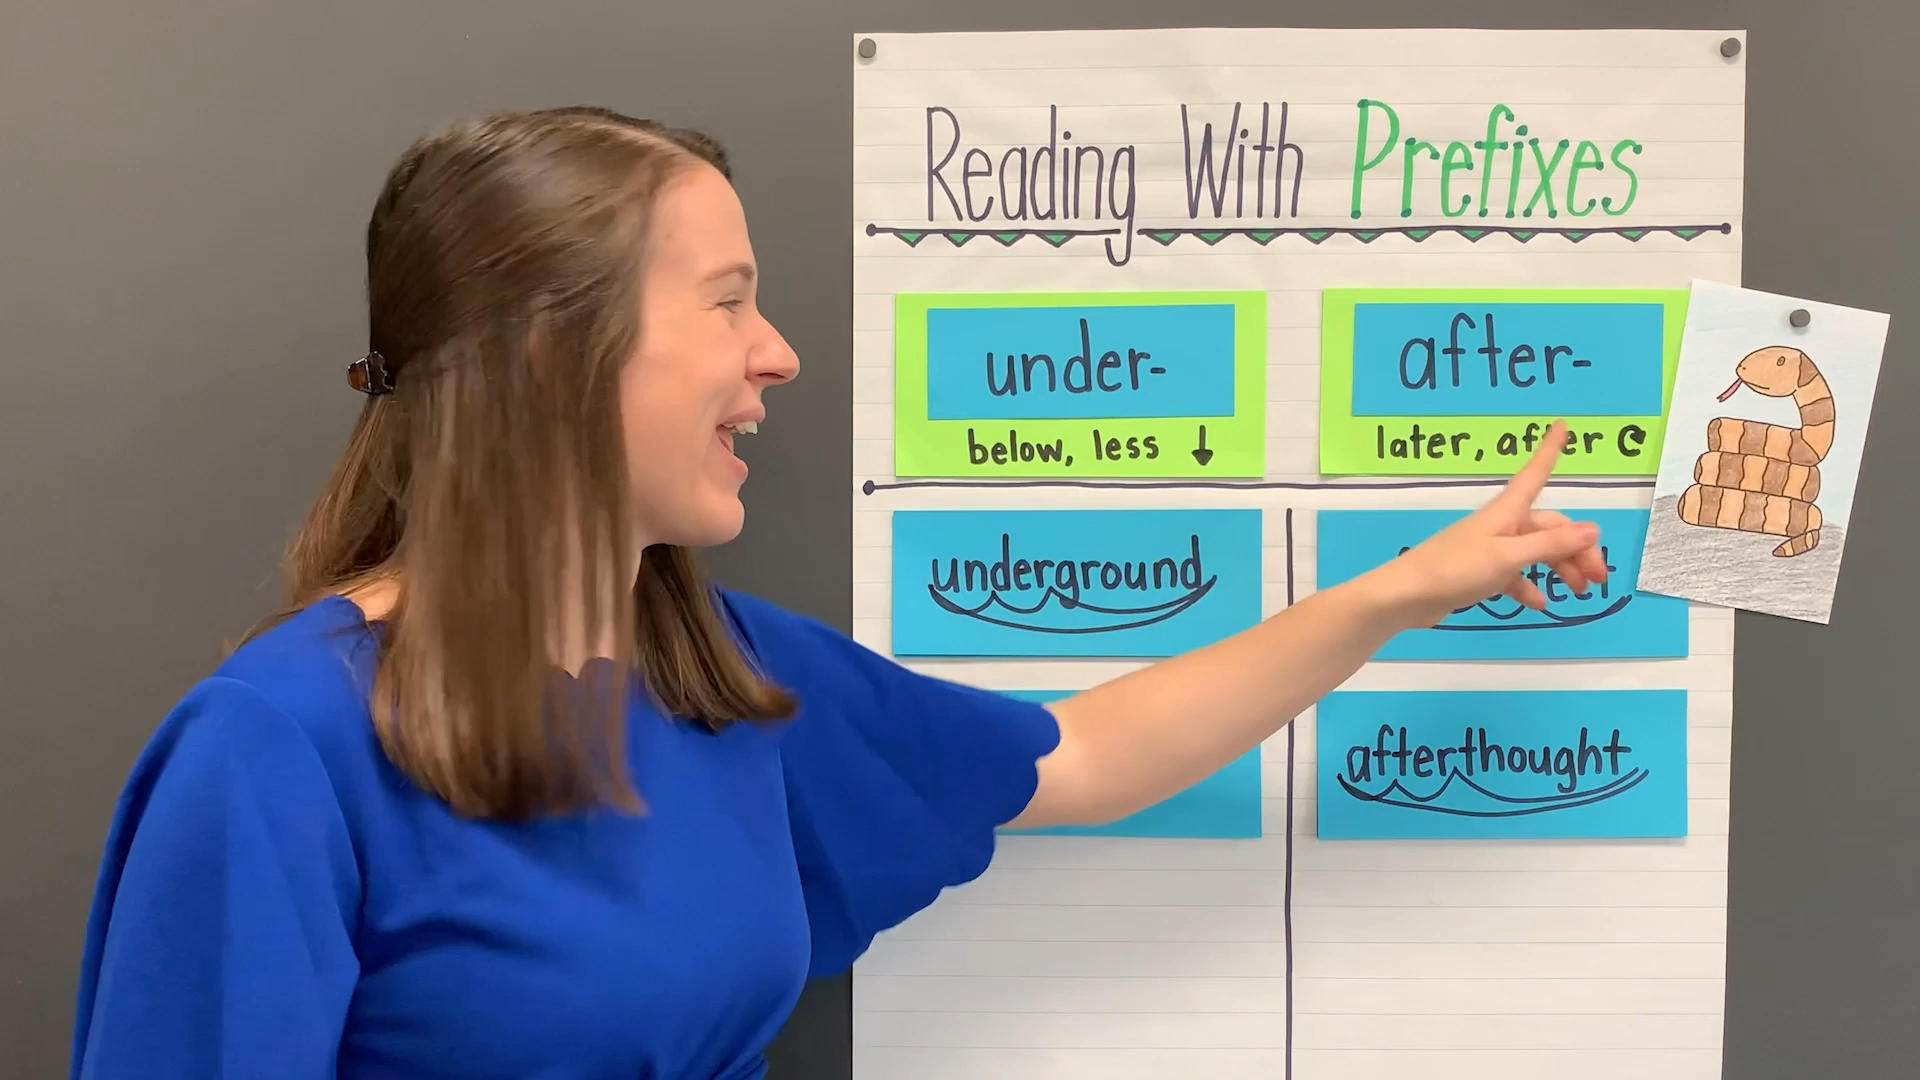 Reading With Prefixes
under-
below, less
after-
later, after
underground
afterthought